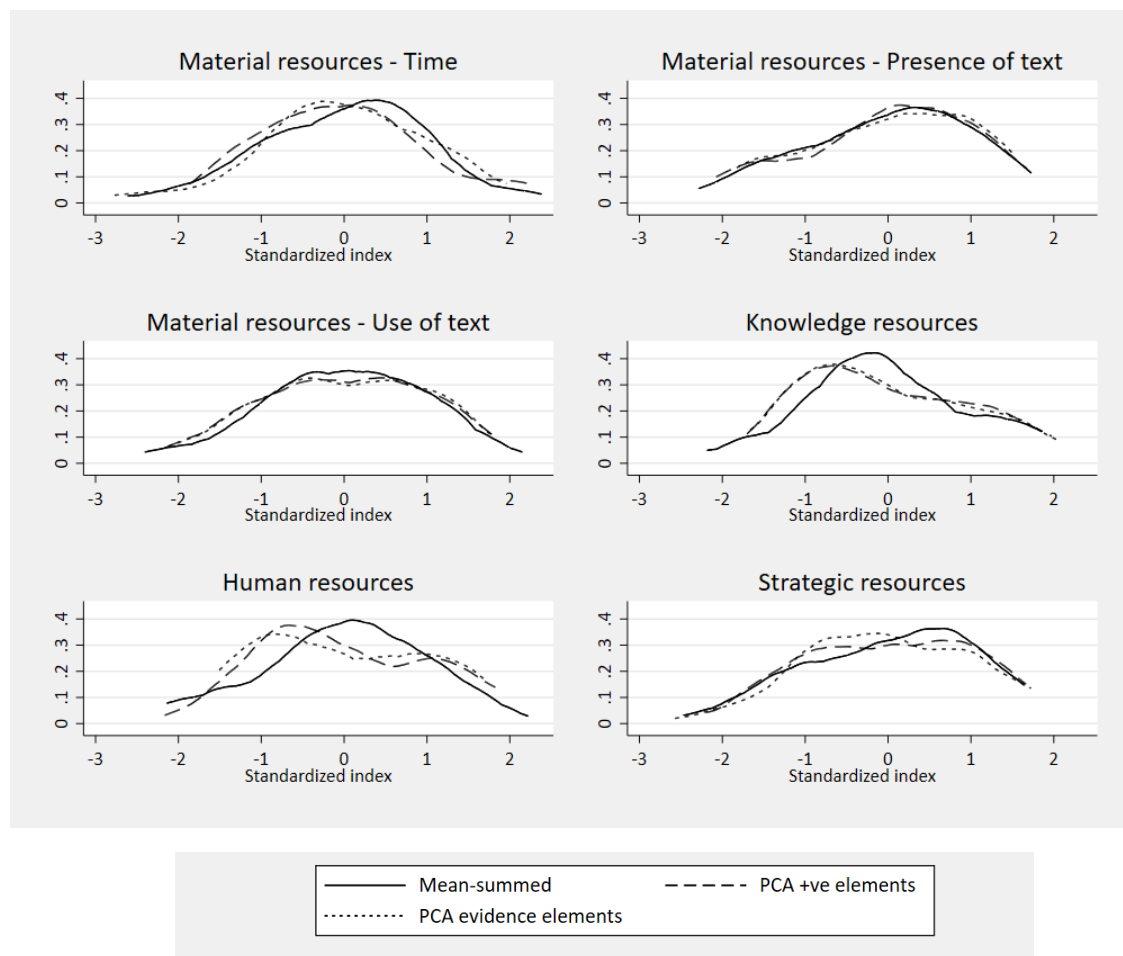 Material resources - Time
.4
.3
.2
.1
0
-3 -2 -1 0 1 2
Standardized index
Material resources - Presence of text
.4
.3
.2
.1
0
-3 -2 -1 0 1 2
Standardized index
Material resources - Use of text
.4
.3
.2
.1
0
-3 -2 -1 0 1 2
Standardized index
Knowledge resources
.4
.3
.2
.1
0
-3 -2 -1 0 1 2
Standardized index
Human resources
.4
.3
.2
.1
0
-3 -2 -1 0 1 2
Standardized index
Strategic resources
.4
.3
.2
.1
0
-3 -2 -1 0 1 2
Standardized index
Mean-summed
PCA +ve elements
PCA evidence elements